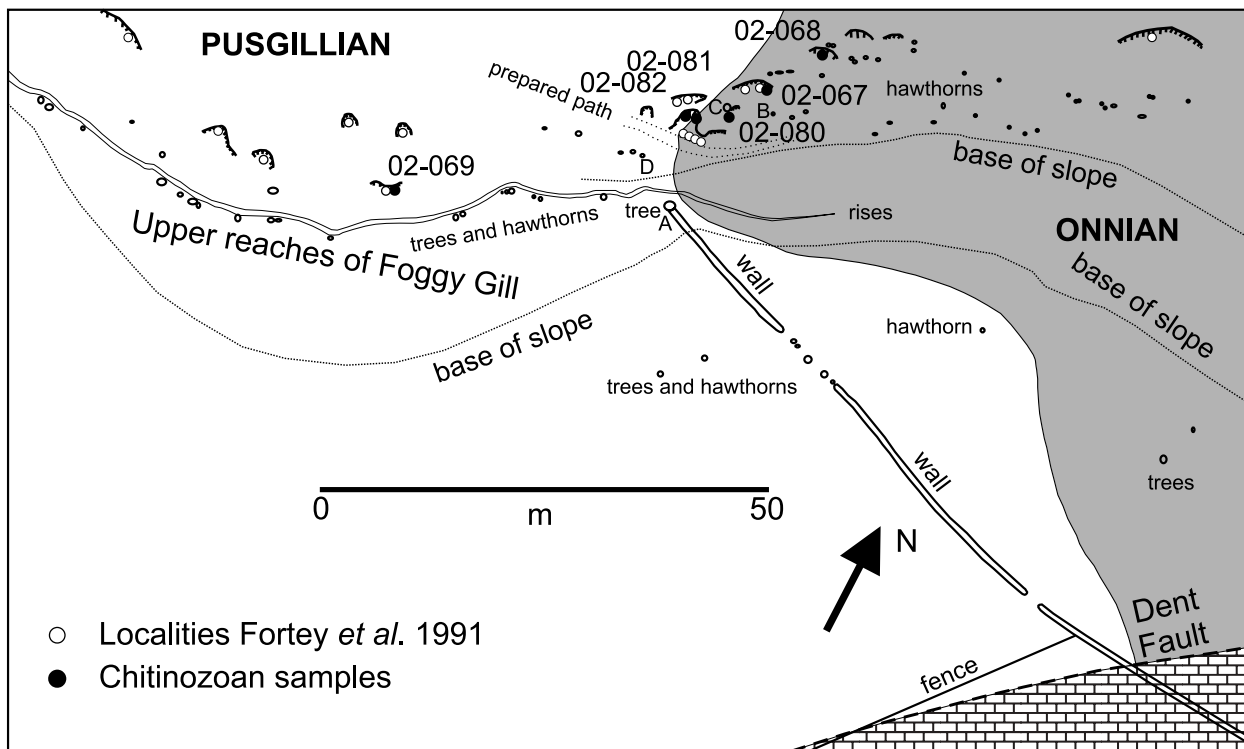 PUSGILLIAN
02-068
02-081
02-082
prepared path
hawthorns
C
B
02-067
02-080
D
base of slope
02-069
Upper reaches of Foggy Gill
trees and hawthorns
tree
A
rises
ONNIAN
wall
base of slope
base of slope
hawthorn
trees and hawthorns
wall
trees
0
50
m
N
Dent
Fault
fence
Localities Fortey et al. 1991
Chitinozoan samples